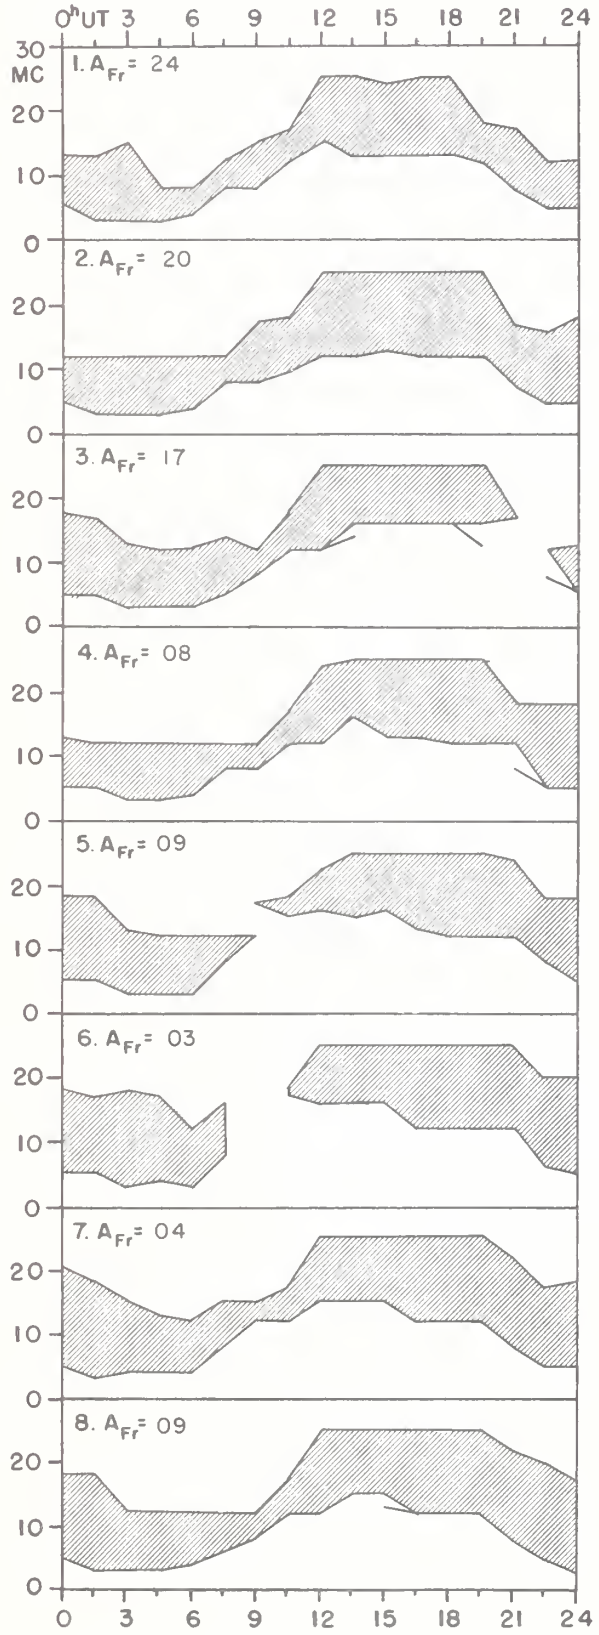 0ʰUT 3 6 9 12 15 18 21 24
30
MC
1. A_Fr = 24
20
10
0
2. A_Fr = 20
20
10
0
3. A_Fr = 17
20
10
0
4. A_Fr = 08
20
10
0
5. A_Fr = 09
20
10
0
6. A_Fr = 03
20
10
0
7. A_Fr = 04
20
10
0
8. A_Fr = 09
20
10
0
0 3 6 9 12 15 18 21 24